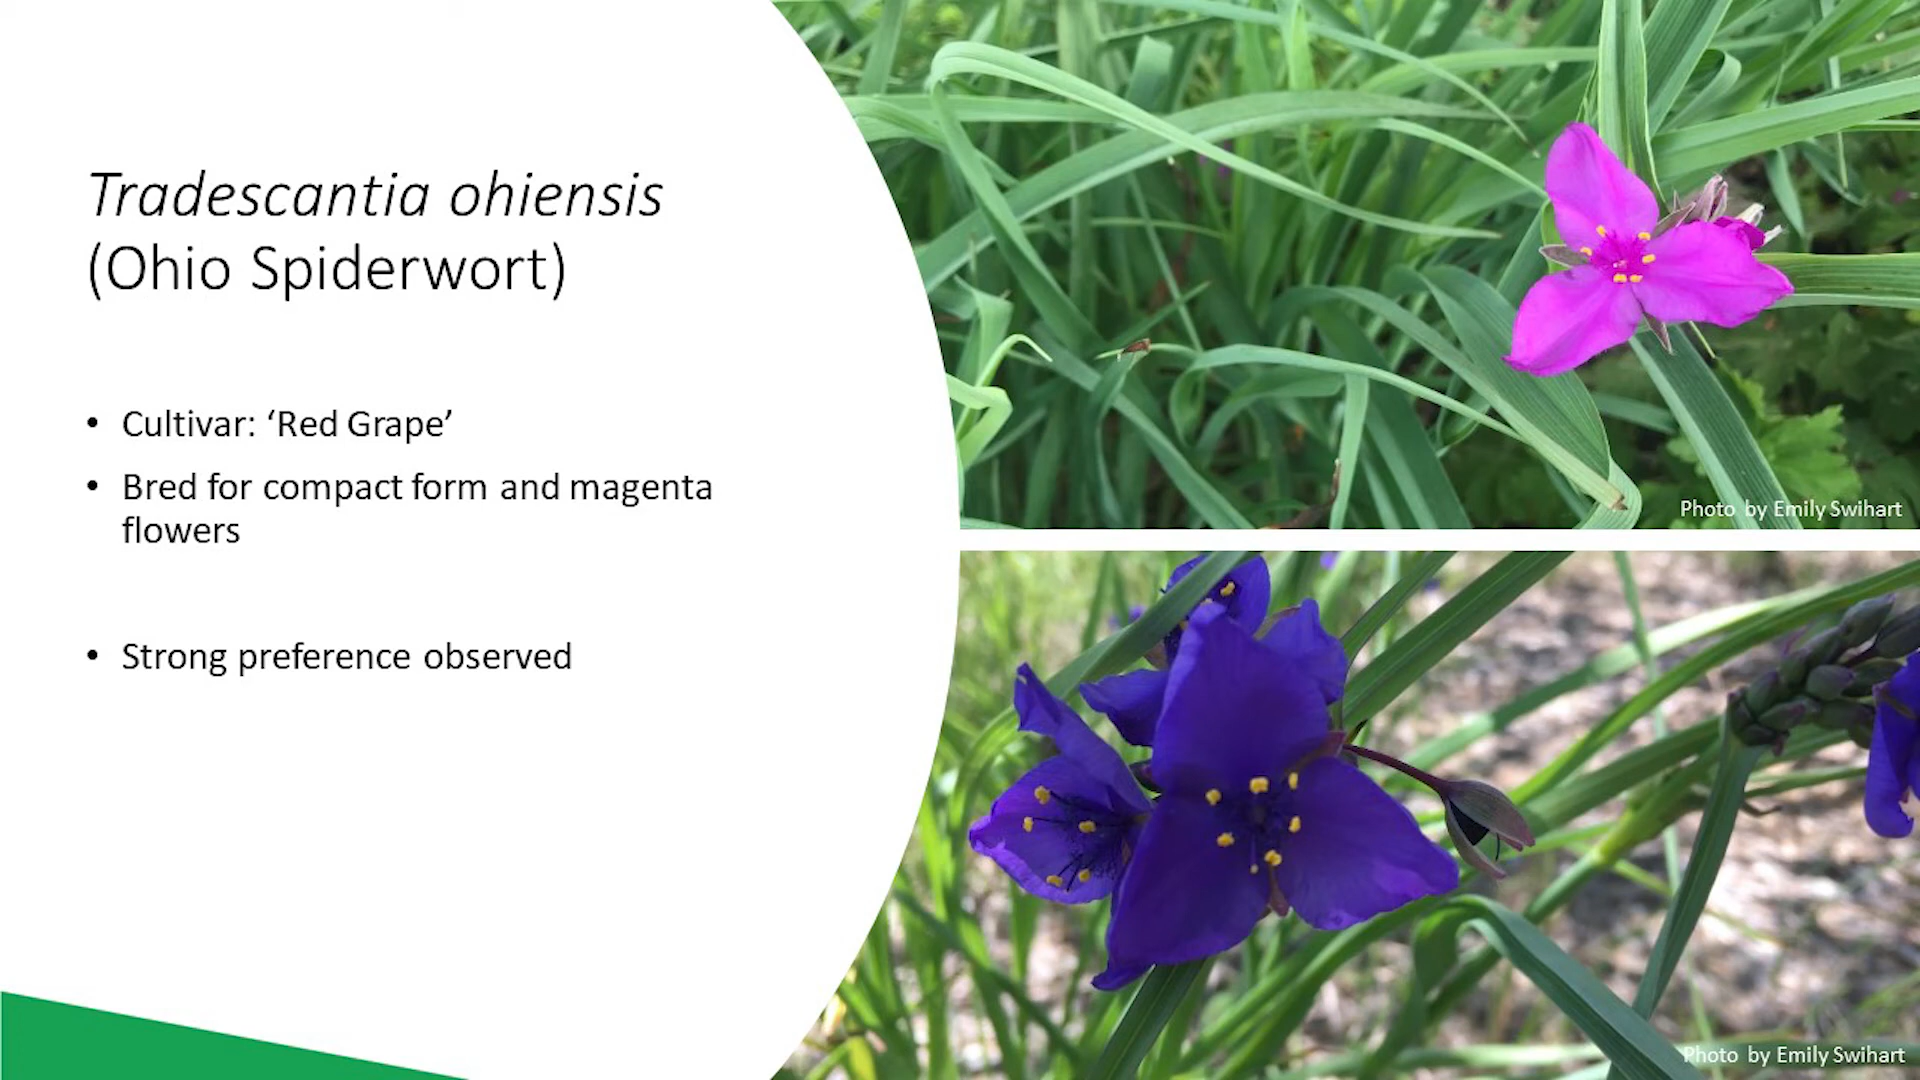 Tradescantia ohiensis
(Ohio Spiderwort)
• Cultivar: ‘Red Grape’
• Bred for compact form and magenta
flowers
• Strong preference observed
Photo by Emily Swihart
Photo by Emily Swihart